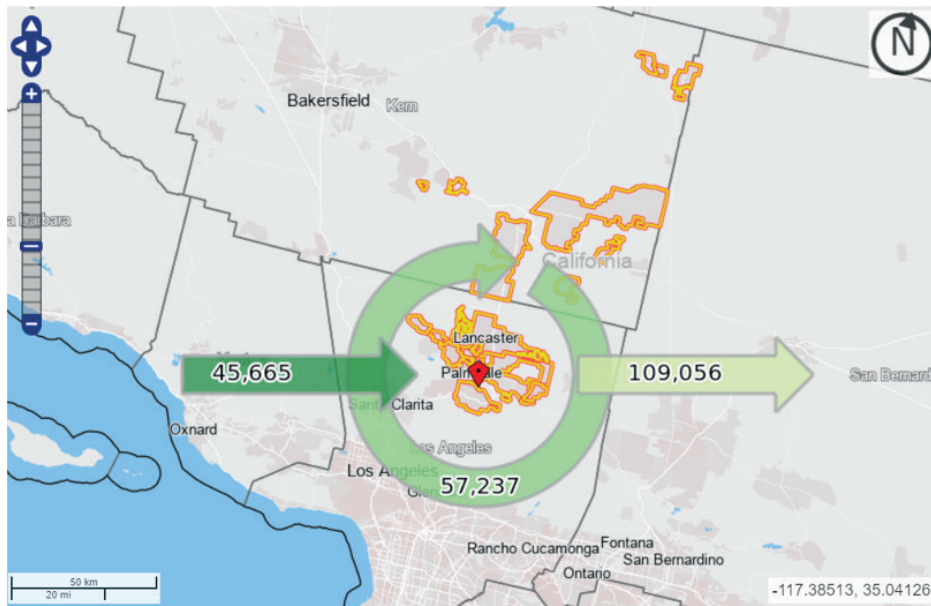 N
+
Bakersfield
Kern
California
Lancaster
45,665
Palmdale
109,056
San Bernard
Clarita
Oxnard
Los Angeles
Los Angeles
57,237
Rancho Cucamonga
Fontana
San Bernardino
Ontario
50 km
20 mi
-117.38513, 35.04126